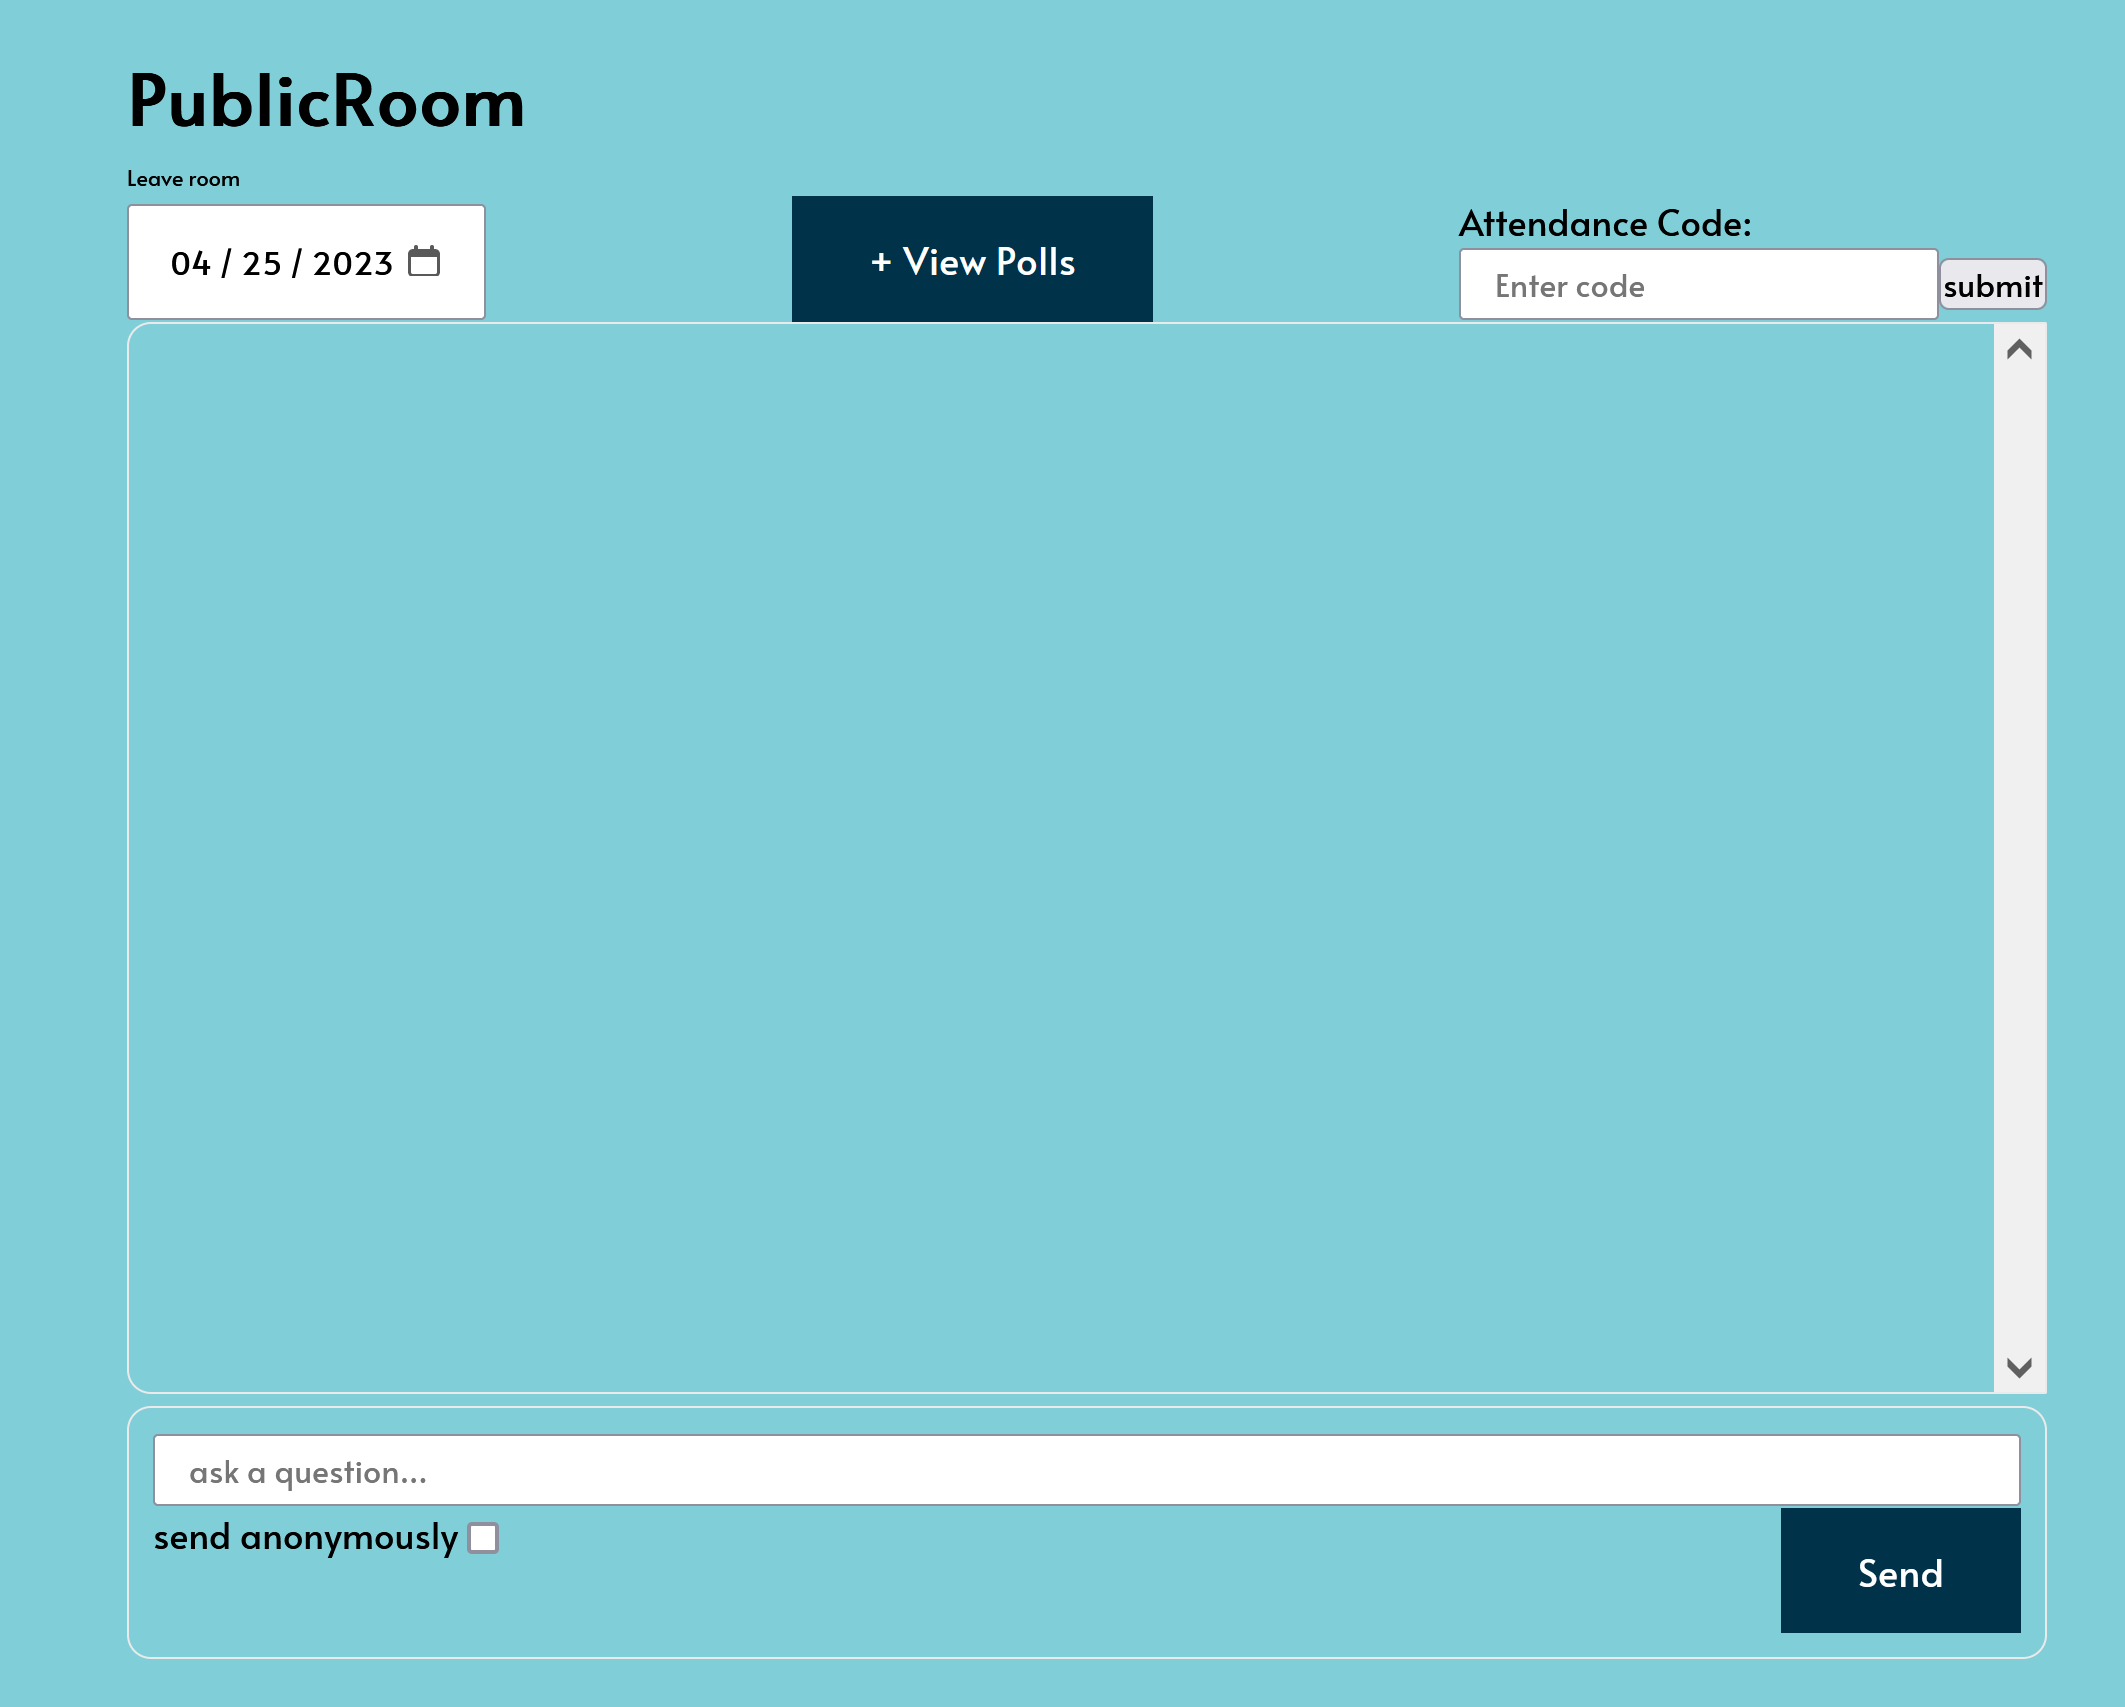 PublicRoom
Leave room
04 / 25 / 2023
+ View Polls
Attendance Code:
Enter code
submit
ask a question...
send anonymously
Send